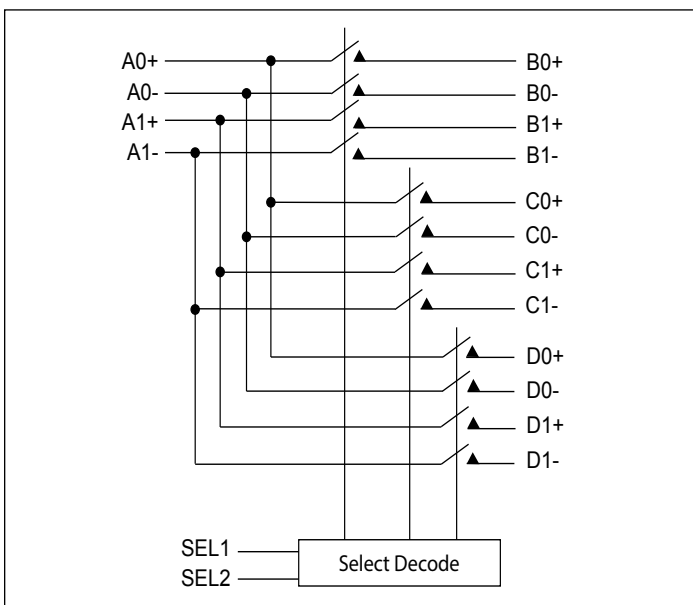 A0+
B0+
A0-
B0-
A1+
B1+
A1-
B1-
C0+
C0-
C1+
C1-
D0+
D0-
D1+
D1-
SEL1
SEL2
Select Decode